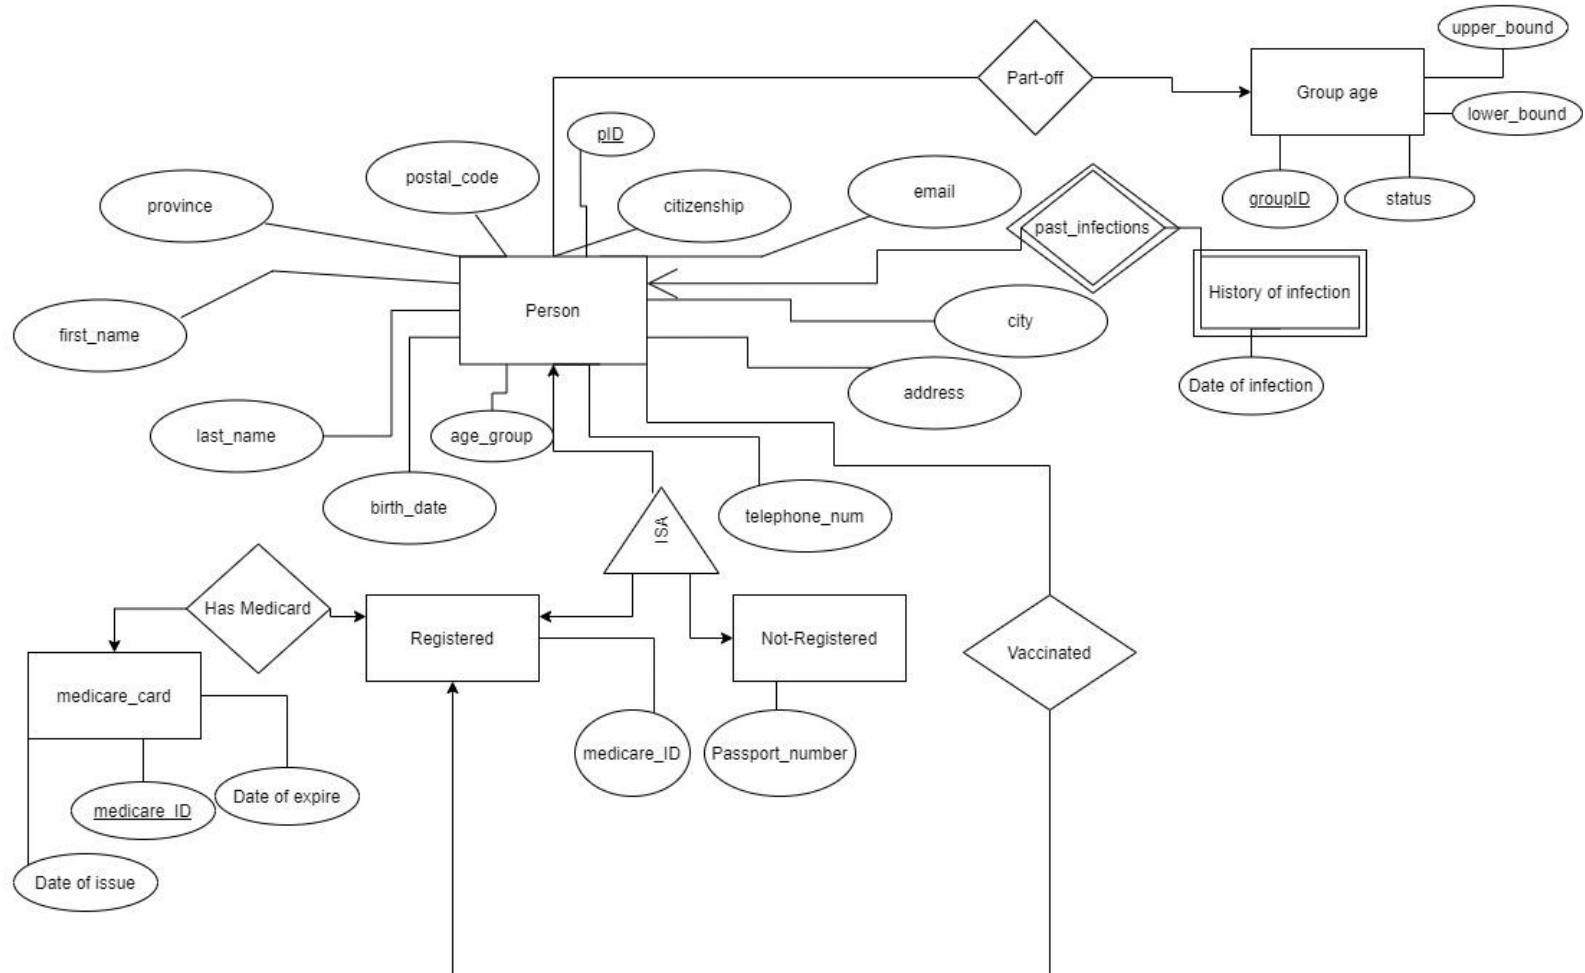 upper_bound
Part-off
Group age
lower_bound
pID
postal_code
province
citizenship
email
groupID
status
past_infections
Person
History of infection
first_name
city
Date of infection
address
last_name
age_group
birth_date
telephone_num
ISA
Has Medicard
Registered
Not-Registered
Vaccinated
medicare_card
medicare_ID
Passport_number
Date of expire
medicare_ID
Date of issue